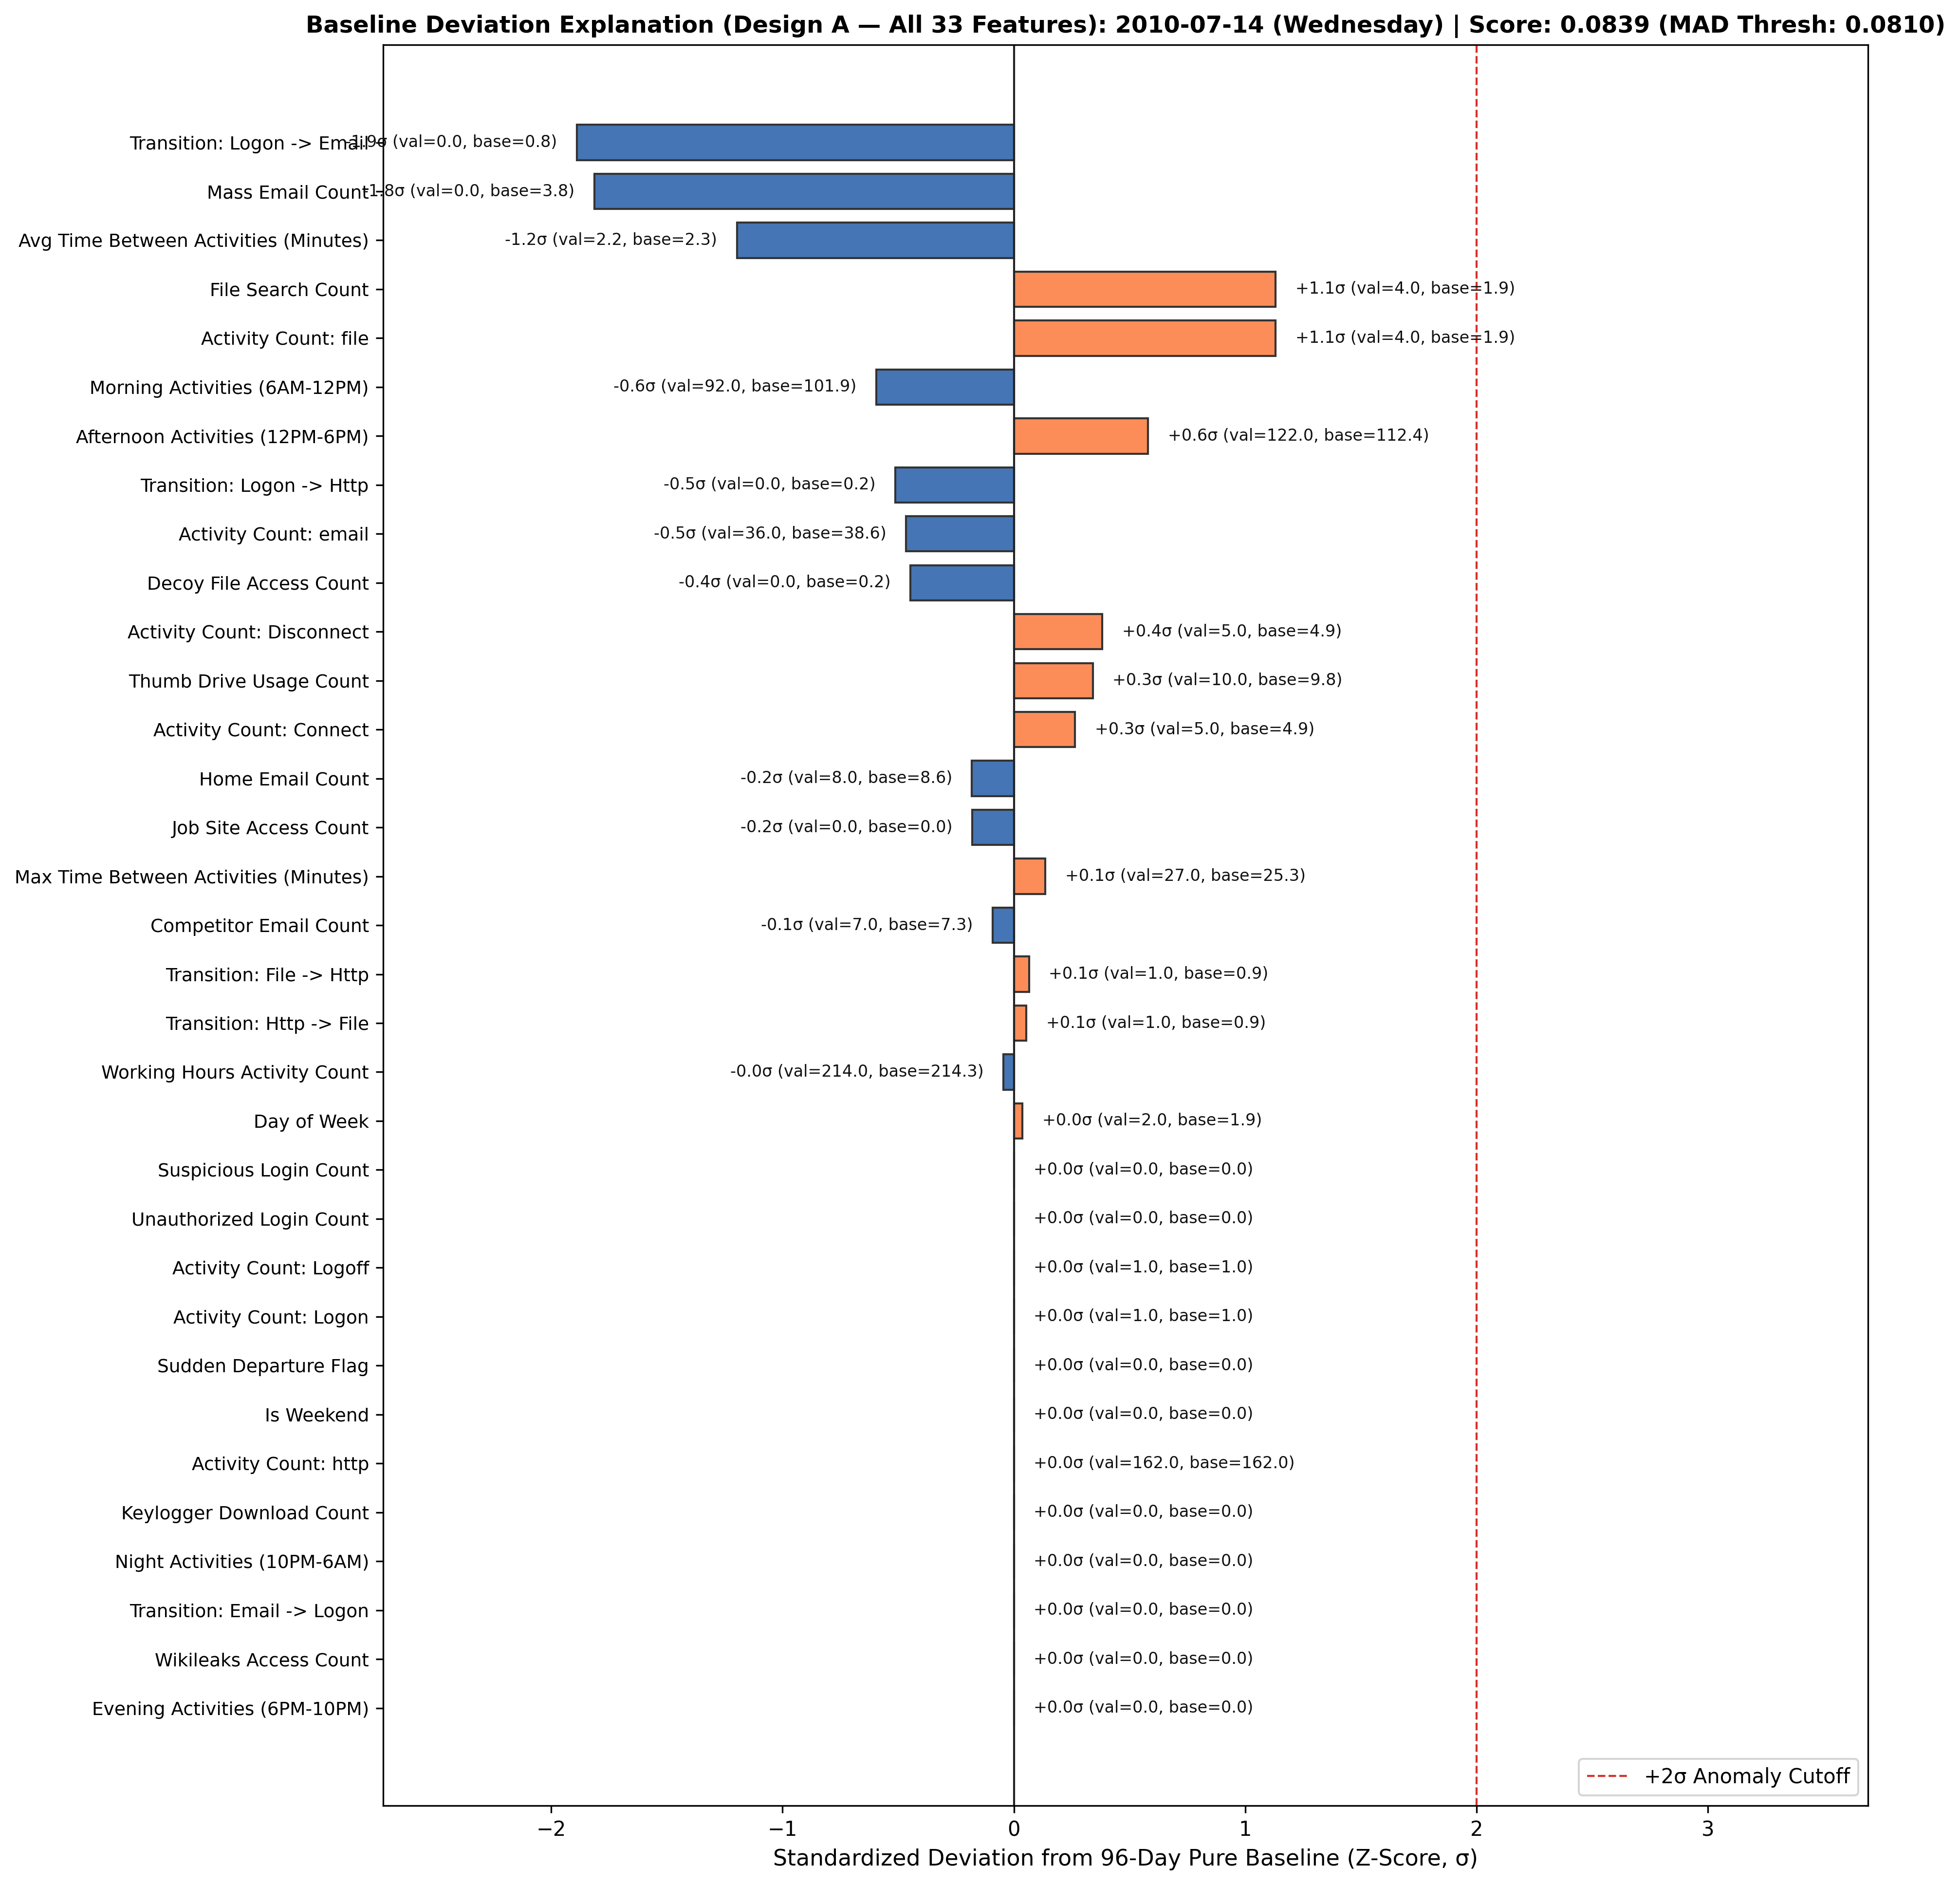 Baseline Deviation Explanation (Design A — All 33 Features): 2010-07-14 (Wednesday) | Score: 0.0839 (MAD Thresh: 0.0810)
Transition: Logon -> Email -1.9σ (val=0.0, base=0.8)
Mass Email Count -1.8σ (val=0.0, base=3.8)
Avg Time Between Activities (Minutes) -1.2σ (val=2.2, base=2.3)
File Search Count +1.1σ (val=4.0, base=1.9)
Activity Count: file +1.1σ (val=4.0, base=1.9)
Morning Activities (6AM-12PM) -0.6σ (val=92.0, base=101.9)
Afternoon Activities (12PM-6PM) +0.6σ (val=122.0, base=112.4)
Transition: Logon -> Http -0.5σ (val=0.0, base=0.2)
Activity Count: email -0.5σ (val=36.0, base=38.6)
Decoy File Access Count -0.4σ (val=0.0, base=0.2)
Activity Count: Disconnect +0.4σ (val=5.0, base=4.9)
Thumb Drive Usage Count +0.3σ (val=10.0, base=9.8)
Activity Count: Connect +0.3σ (val=5.0, base=4.9)
Home Email Count -0.2σ (val=8.0, base=8.6)
Job Site Access Count -0.2σ (val=0.0, base=0.0)
Max Time Between Activities (Minutes) +0.1σ (val=27.0, base=25.3)
Competitor Email Count -0.1σ (val=7.0, base=7.3)
Transition: File -> Http +0.1σ (val=1.0, base=0.9)
Transition: Http -> File +0.1σ (val=1.0, base=0.9)
Working Hours Activity Count -0.0σ (val=214.0, base=214.3)
Day of Week +0.0σ (val=2.0, base=1.9)
Suspicious Login Count +0.0σ (val=0.0, base=0.0)
Unauthorized Login Count +0.0σ (val=0.0, base=0.0)
Activity Count: Logoff +0.0σ (val=1.0, base=1.0)
Activity Count: Logon +0.0σ (val=1.0, base=1.0)
Sudden Departure Flag +0.0σ (val=0.0, base=0.0)
Is Weekend +0.0σ (val=0.0, base=0.0)
Activity Count: http +0.0σ (val=162.0, base=162.0)
Keylogger Download Count +0.0σ (val=0.0, base=0.0)
Night Activities (10PM-6AM) +0.0σ (val=0.0, base=0.0)
Transition: Email -> Logon +0.0σ (val=0.0, base=0.0)
Wikileaks Access Count +0.0σ (val=0.0, base=0.0)
Evening Activities (6PM-10PM) +0.0σ (val=0.0, base=0.0)
+2σ Anomaly Cutoff
−2 −1 0 1 2 3
Standardized Deviation from 96-Day Pure Baseline (Z-Score, σ)